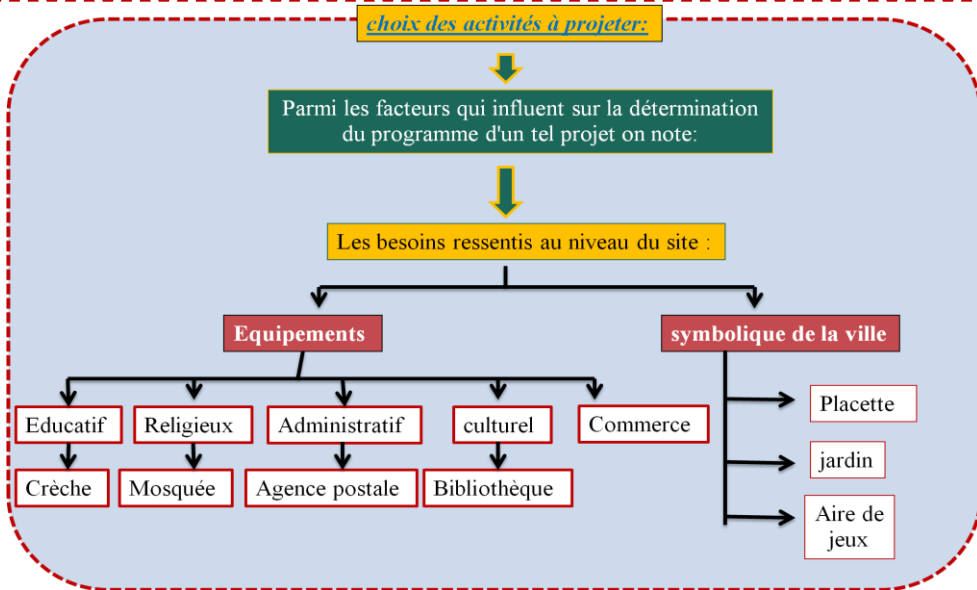 choix des activités à projeter:
Parmi les facteurs qui influent sur la détermination
du programme d'un tel projet on note:
Les besoins ressentis au niveau du site :
Equipements
symbolique de la ville
Educatif
Religieux
Administratif
culturel
Commerce
Crèche
Mosquée
Agence postale
Bibliothèque
Placette
jardin
Aire de
jeux